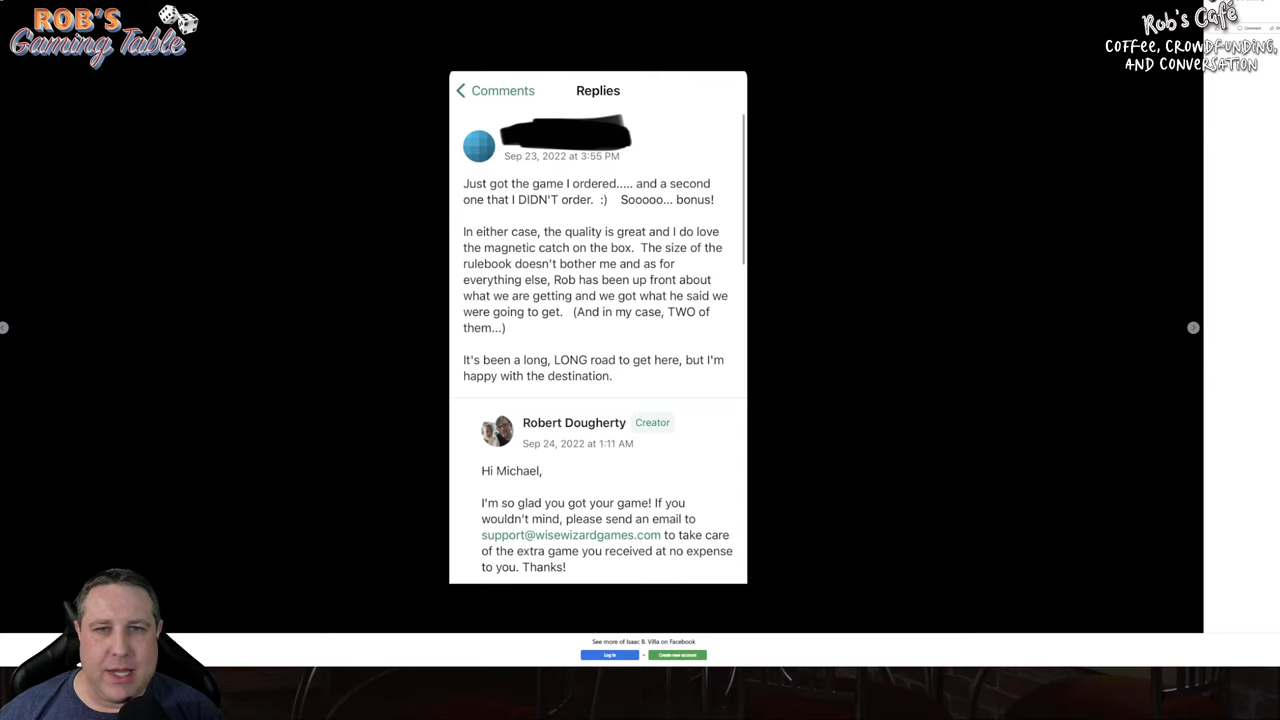 ROB'S
Gaming Table
Rob's Café
COFFEE, CROWDFUNDING,
AND CONVERSATION
Comment
Comments
Replies
Sep 23, 2022 at 3:55 PM
Just got the game I ordered..... and a second
one that I DIDN'T order. :) Sooooo... bonus!
In either case, the quality is great and I do love
the magnetic catch on the box. The size of the
rulebook doesn't bother me and as for
everything else, Rob has been up front about
what we are getting and we got what he said we
were going to get. (And in my case, TWO of
them...)
It's been a long, LONG road to get here, but I'm
happy with the destination.
Robert Dougherty Creator
Sep 24, 2022 at 1:11 AM
Hi Michael,
I'm so glad you got your game! If you
wouldn't mind, please send an email to
support@wisewizardgames.com to take care
of the extra game you received at no expense
to you. Thanks!
See more of Isaac B. Villa on Facebook
Log In
or
Create new account